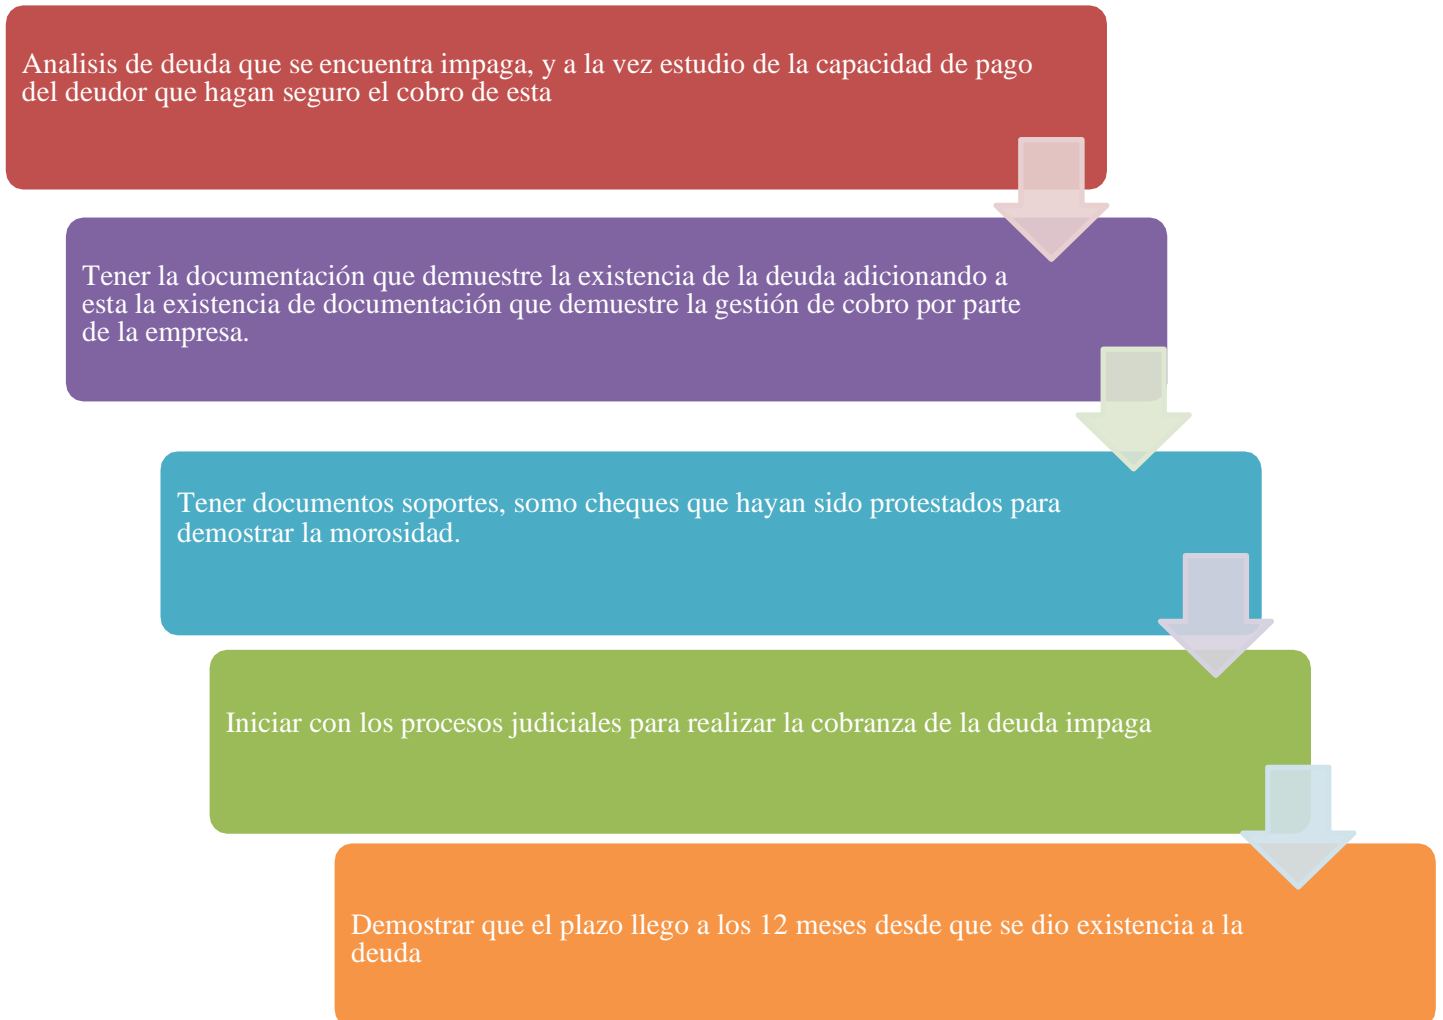 Analisis de deuda que se encuentra impaga, y a la vez estudio de la capacidad de pago
del deudor que hagan seguro el cobro de esta
Tener la documentación que demuestre la existencia de la deuda adicionando a
esta la existencia de documentación que demuestre la gestión de cobro por parte
de la empresa.
Tener documentos soportes, somo cheques que hayan sido protestados para
demostrar la morosidad.
Iniciar con los procesos judiciales para realizar la cobranza de la deuda impaga
Demostrar que el plazo llego a los 12 meses desde que se dio existencia a la
deuda